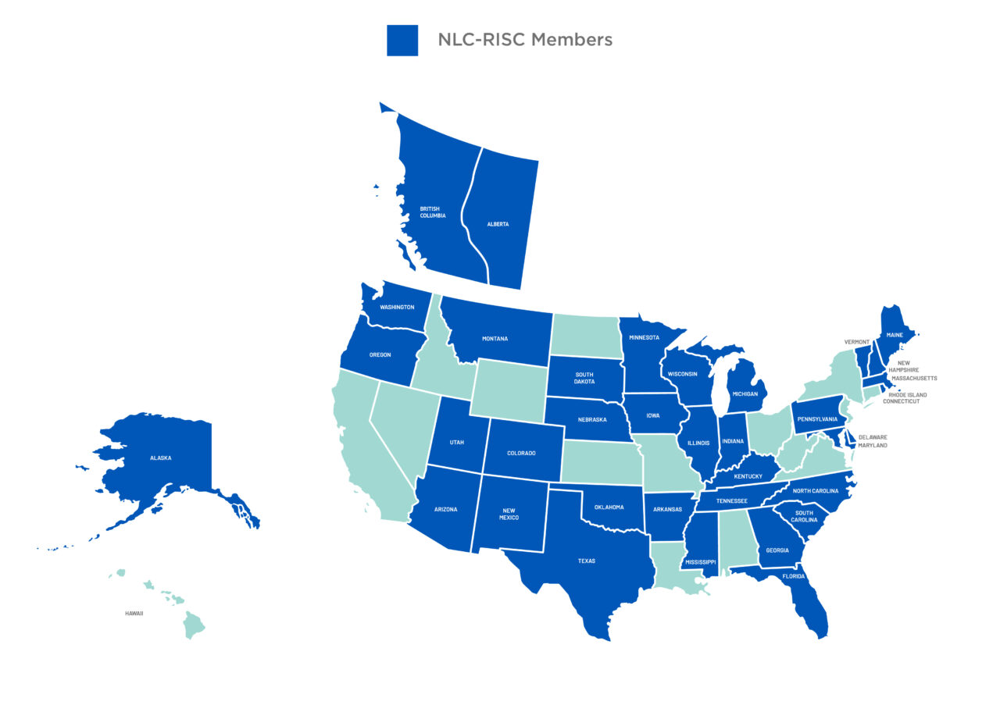 NLC-RISC Members
BRITISH
COLUMBIA
ALBERTA
WASHINGTON
MONTANA
MINNESOTA
MAINE
VERMONT
OREGON
NEW
HAMPSHIRE
SOUTH
DAKOTA
WISCONSIN
MASSACHUSETTS
MICHIGAN
RHODE ISLAND
CONNECTICUT
IOWA
NEBRASKA
PENNSYLVANIA
DELAWARE
MARYLAND
UTAH
COLORADO
ILLINOIS
INDIANA
ALASKA
KENTUCKY
NORTH CAROLINA
TENNESSEE
ARIZONA
NEW
MEXICO
OKLAHOMA
ARKANSAS
SOUTH
CAROLINA
GEORGIA
TEXAS
MISSISSIPPI
FLORIDA
HAWAII